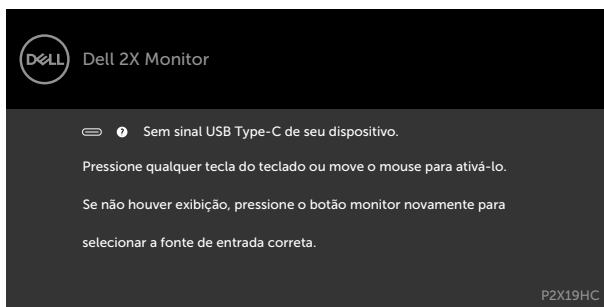 DELL Dell 2X Monitor
Sem sinal USB Type-C de seu dispositivo.
Pressione qualquer tecla do teclado ou move o mouse para ativá-lo.
Se não houver exibição, pressione o botão monitor novamente para
selecionar a fonte de entrada correta.
P2X19HC